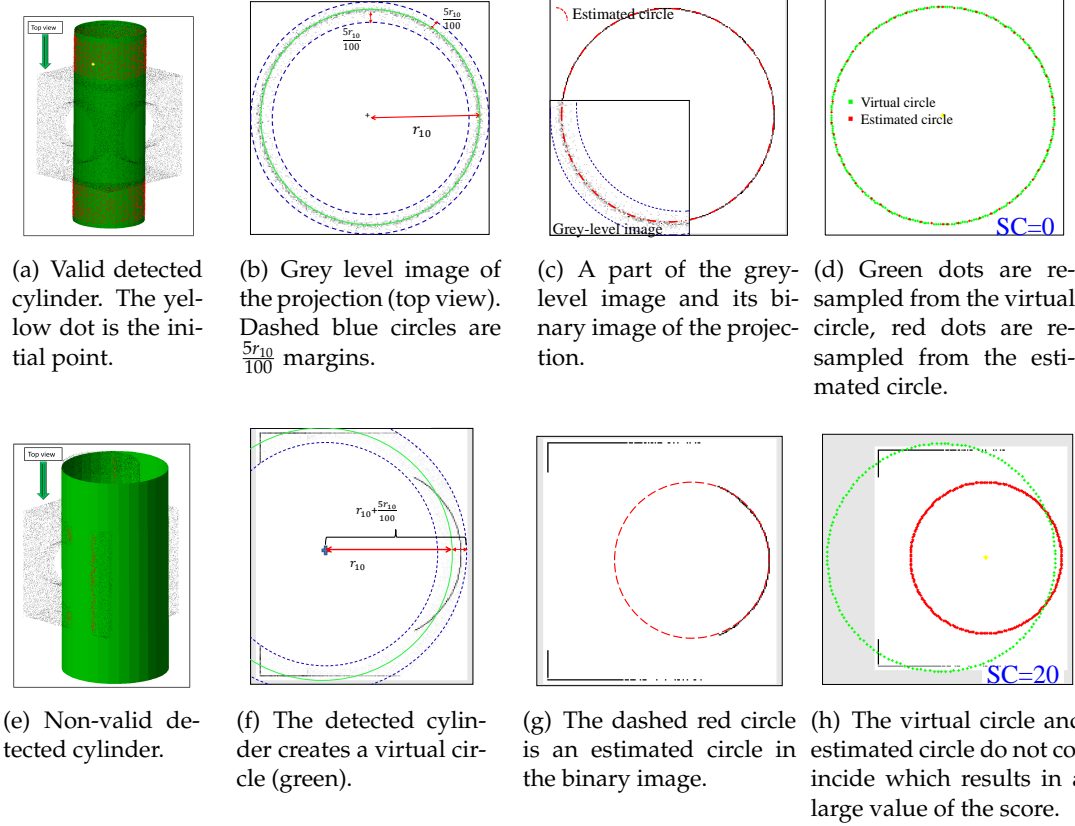 Top view
5r10
100
5r10
100
r10
Estimated circle
Grey-level image
Virtual circle
Estimated circle
SC=0
(a) Valid detected
cylinder. The yel-
low dot is the ini-
tial point.
(b) Grey level image of
the projection (top view).
Dashed blue circles are
5r10/100 margins.
(c) A part of the grey-
level image and its bi-
nary image of the projec-
tion.
(d) Green dots are re-
sampled from the virtual
circle, red dots are re-
sampled from the esti-
mated circle.
Top view
r10+5r10/100
r10
SC=20
(e) Non-valid de-
tected cylinder.
(f) The detected cylin-
der creates a virtual cir-
cle (green).
(g) The dashed red circle
is an estimated circle in
the binary image.
(h) The virtual circle and
estimated circle do not co-
incide which results in a
large value of the score.